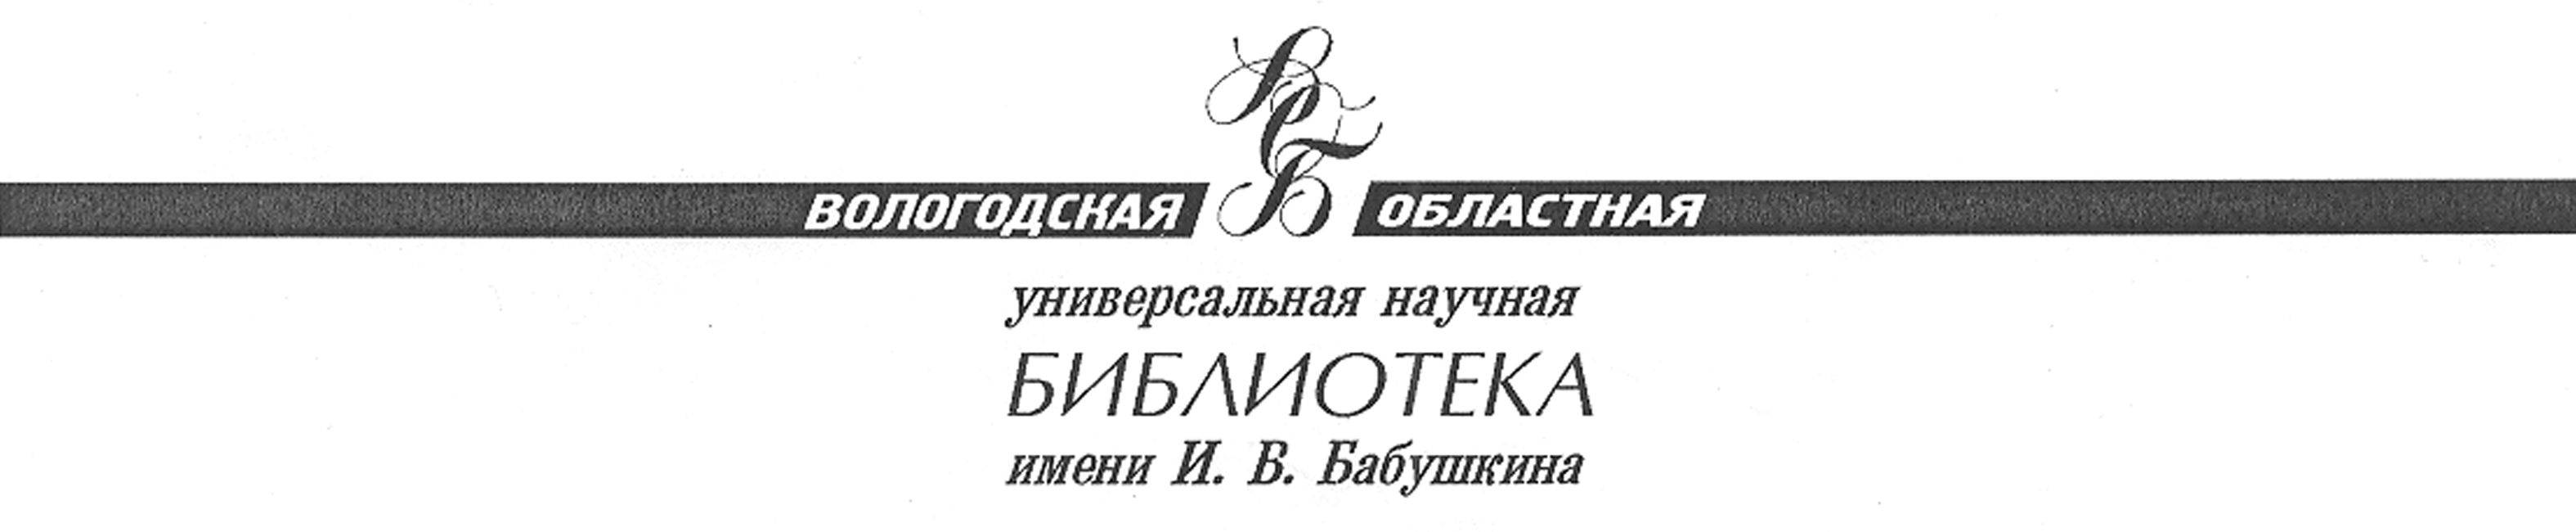 ВОЛОГОДСКАЯ ОБЛАСТНАЯ
универсальная научная
БИБЛИОТЕКА
имени И. В. Бабушкина